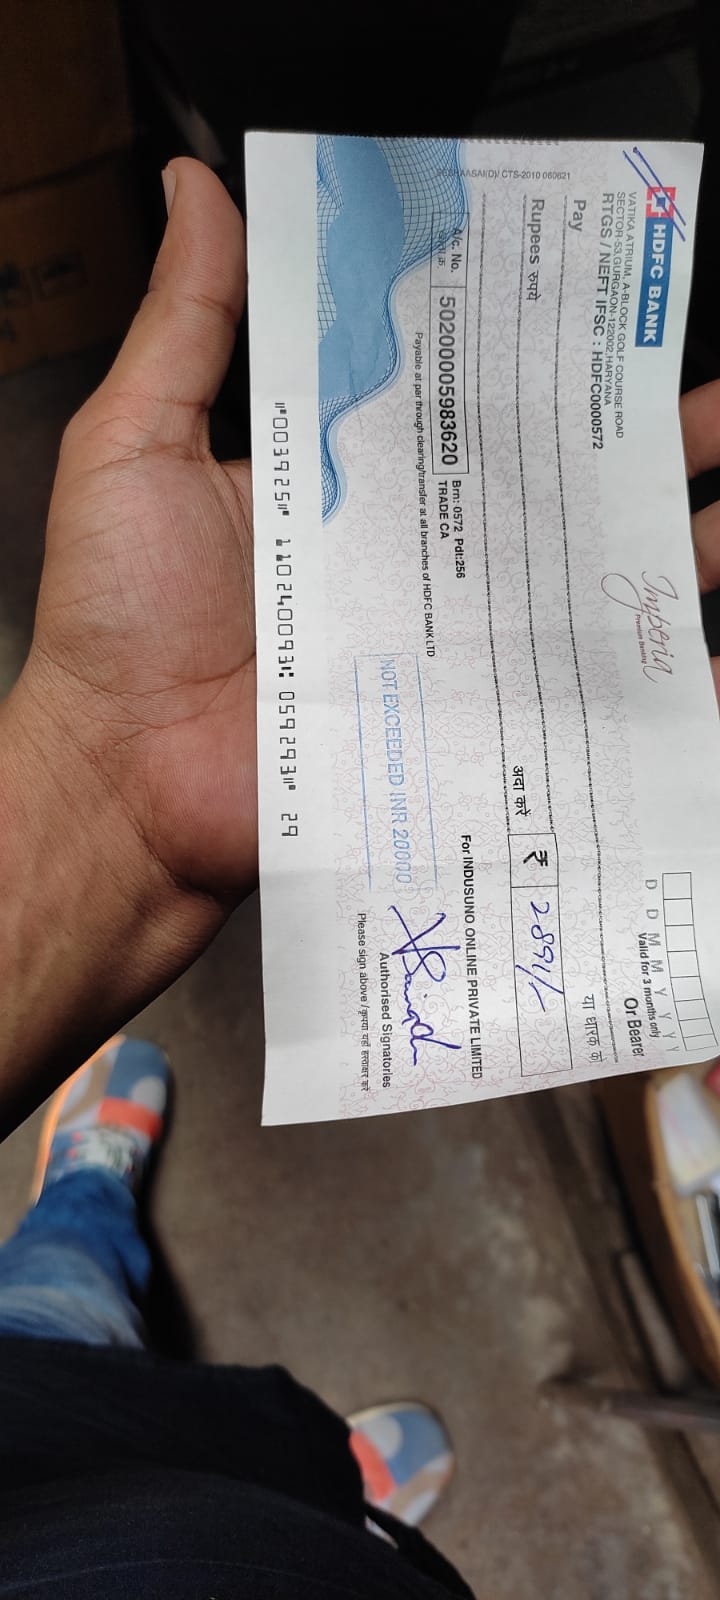 HDFC BANK
VATIKA ATRIUM, A-BLOCK GOLF COURSE ROAD
SECTOR-53, GURGAON-122002, HARYANA
RTGS / NEFT IFSC : HDFC0000572
Imperia
Premium Banking
D D M M Y Y Y Y
Valid for 3 months only
Pay
Or Bearer
या धारक को
Rupees रुपये
अदा करें
₹ 2891/-
A/c. No.
50200005983620
Brn: 0572 Pdt:256
TRADE CA
For INDUSUNO ONLINE PRIVATE LIMITED
Payable at par through clearing/transfer at all branches of HDFC BANK LTD
NOT EXCEEDED INR 20000
Authorised Signatories
Please sign above / कृपया यहाँ हस्ताक्षर करें
CTS-2010 060621
⑈003925⑈ 110240093⑆ 059293⑈ 29